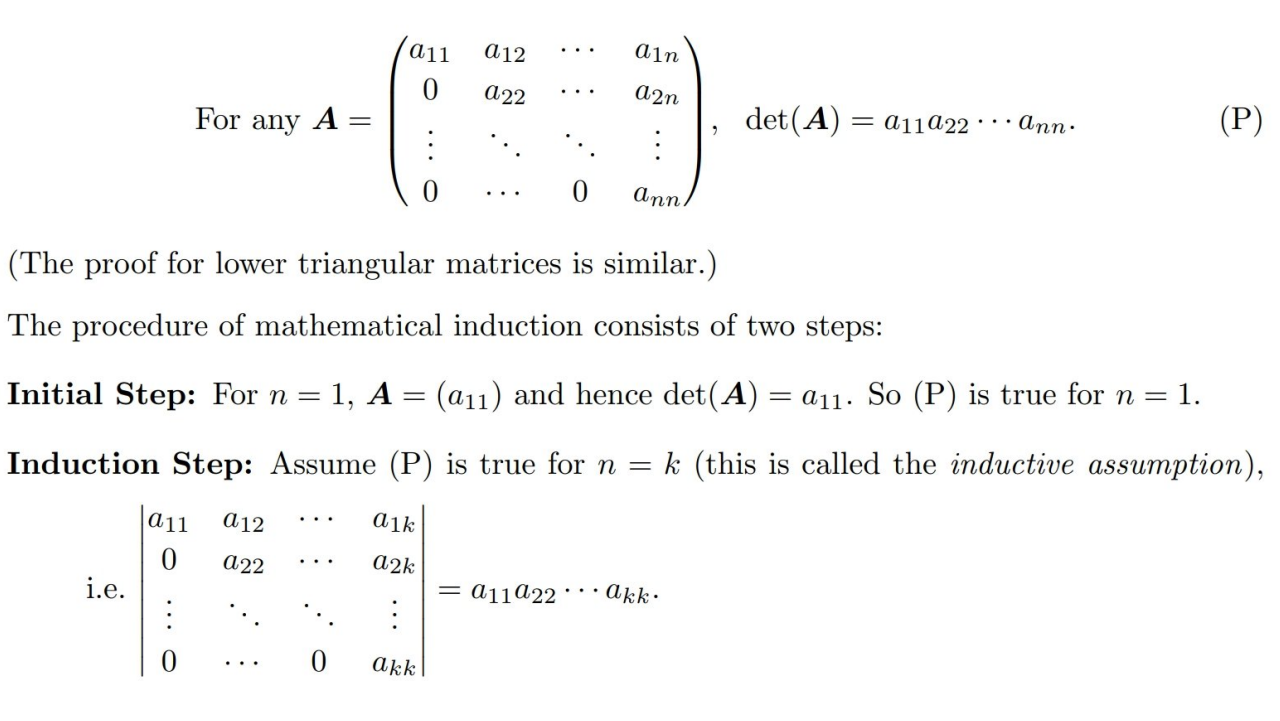 For any A = \begin{pmatrix} a_{11} & a_{12} & \cdots & a_{1n} \\ 0 & a_{22} & \cdots & a_{2n} \\ \vdots & \ddots & \ddots & \vdots \\ 0 & \cdots & 0 & a_{nn} \end{pmatrix}, det(A) = a_{11}a_{22} \cdots a_{nn}. (P)
(The proof for lower triangular matrices is similar.)
The procedure of mathematical induction consists of two steps:
Initial Step: For n = 1, A = (a_{11}) and hence det(A) = a_{11}. So (P) is true for n = 1.
Induction Step: Assume (P) is true for n = k (this is called the inductive assumption),
i.e. \begin{vmatrix} a_{11} & a_{12} & \cdots & a_{1k} \\ 0 & a_{22} & \cdots & a_{2k} \\ \vdots & \ddots & \ddots & \vdots \\ 0 & \cdots & 0 & a_{kk} \end{vmatrix} = a_{11}a_{22} \cdots a_{kk}.